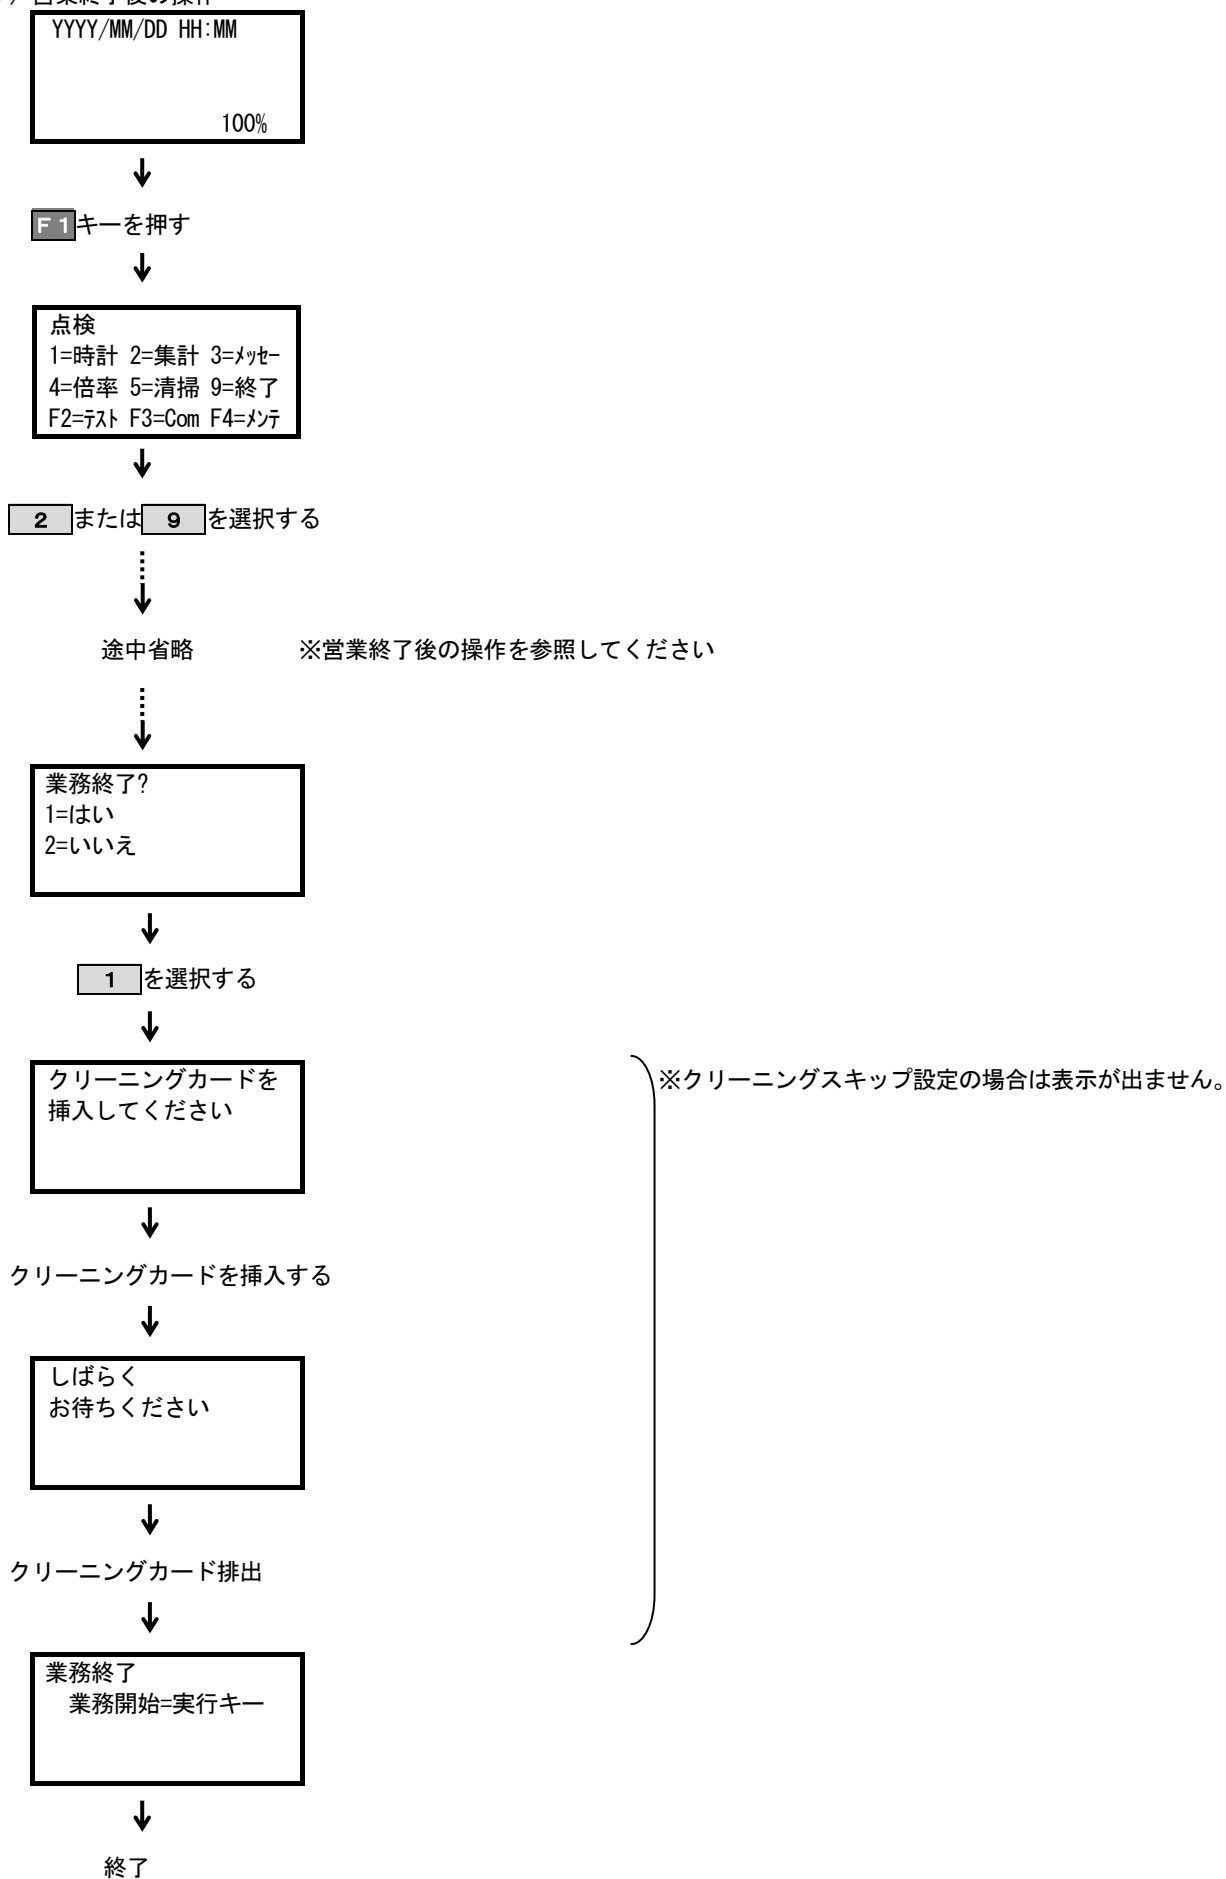 営業終了後の操作
YYYY/MM/DD HH:MM
100%
F1キーを押す
点検
1=時計 2=集計 3=ﾒｯｾｰ
4=倍率 5=清掃 9=終了
F2=ﾃｽﾄ F3=Com F4=ﾒﾝﾃ
2 または 9 を選択する
途中省略 ※営業終了後の操作を参照してください
業務終了?
1=はい
2=いいえ
1 を選択する
クリーニングカードを
挿入してください
※クリーニングスキップ設定の場合は表示が出ません。
クリーニングカードを挿入する
しばらく
お待ちください
クリーニングカード排出
業務終了
業務開始=実行キー
終了